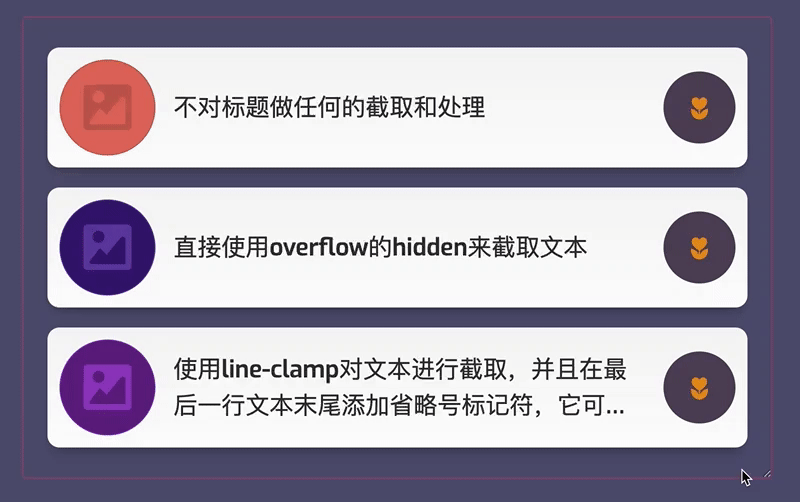 不对标题做任何的截取和处理
直接使用overflow的hidden来截取文本
使用line-clamp对文本进行截取，并且在最
后一行文本末尾添加省略号标记符，它可...